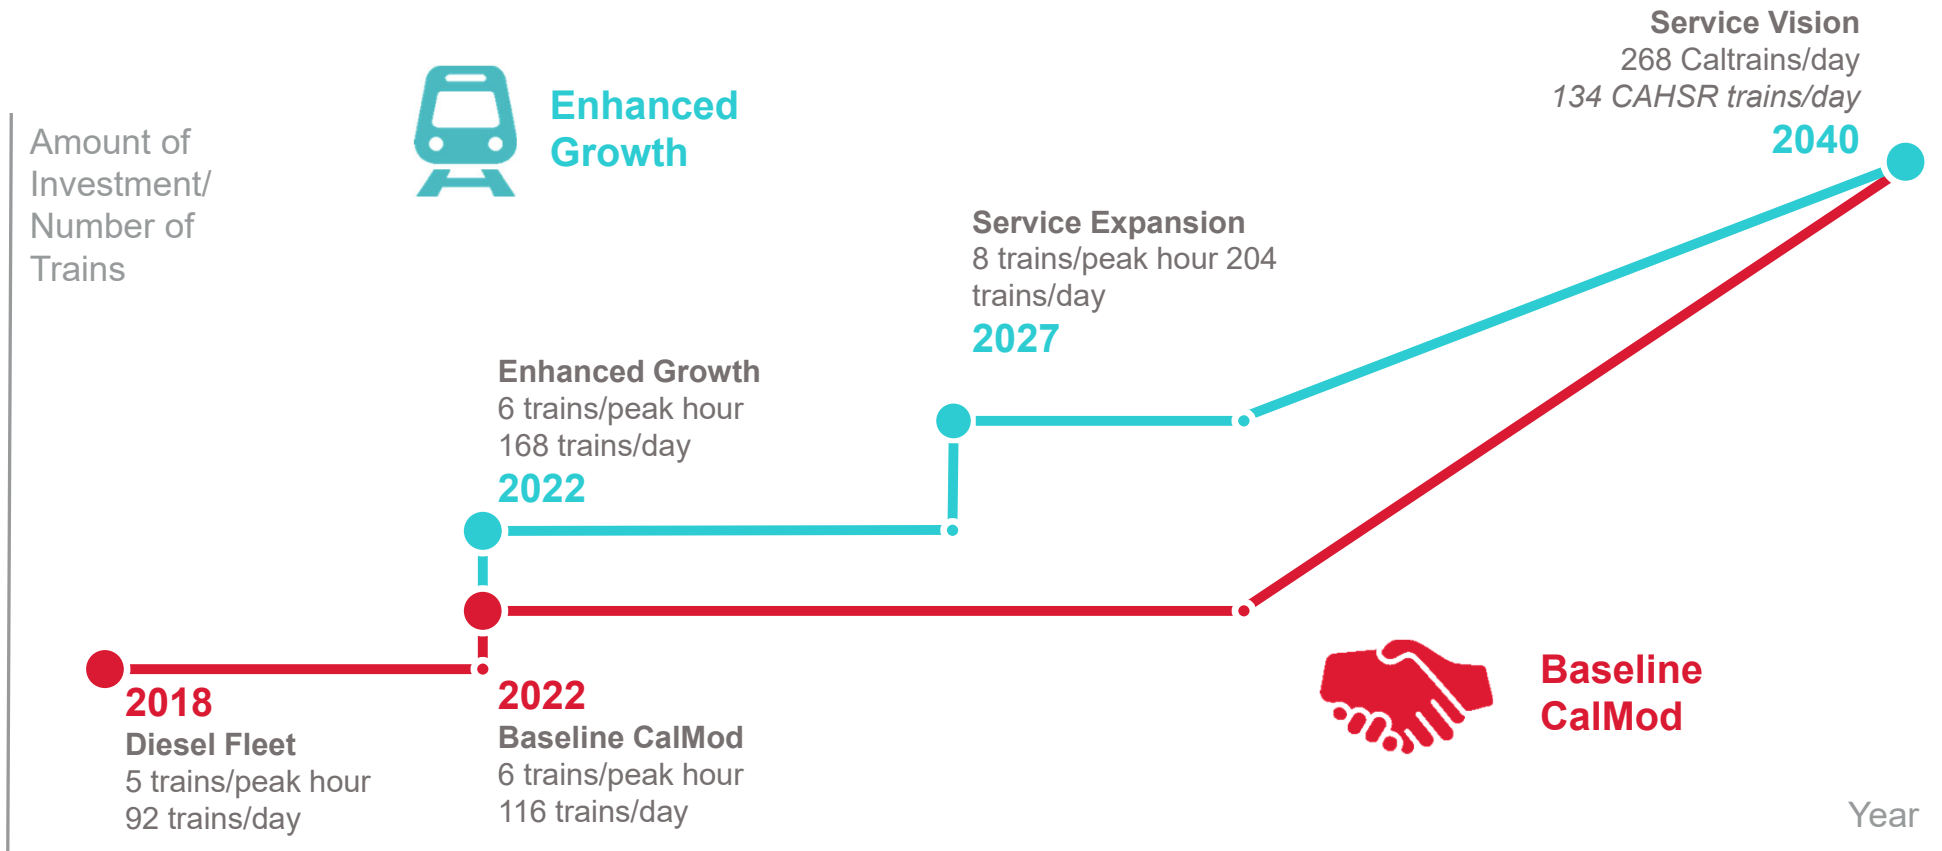 Service Vision
268 Caltrains/day
134 CAHSR trains/day
2040
Enhanced
Growth
Amount of
Investment/
Number of
Trains
Service Expansion
8 trains/peak hour 204
trains/day
2027
Enhanced Growth
6 trains/peak hour
168 trains/day
2022
2018
Diesel Fleet
5 trains/peak hour
92 trains/day
2022
Baseline CalMod
6 trains/peak hour
116 trains/day
Baseline
CalMod
Year